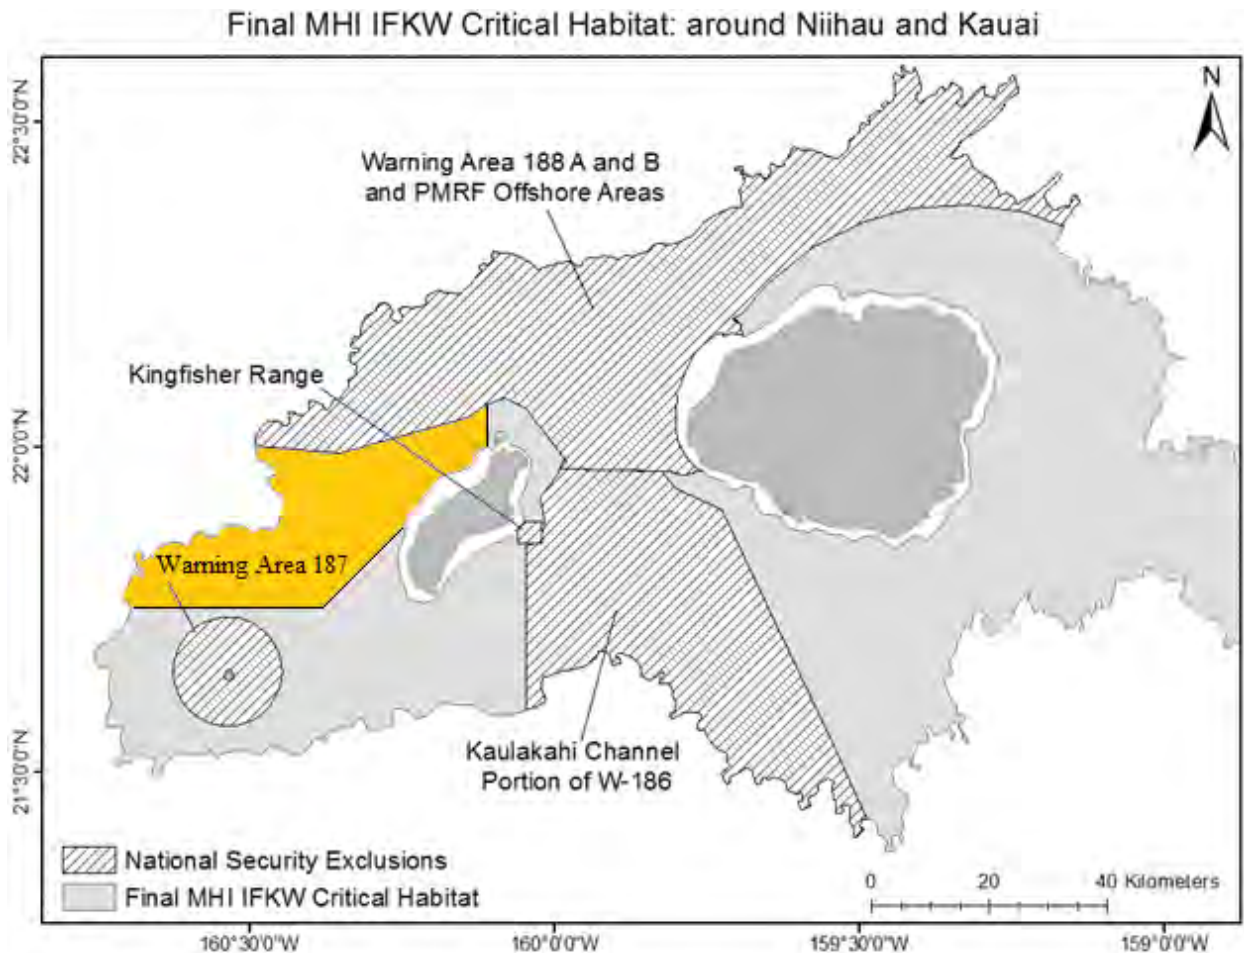 Final MHI IFKW Critical Habitat: around Niihau and Kauai
N
22°30'0"N
Warning Area 188 A and B
and PMRF Offshore Areas
Kingfisher Range
22°0'0"N
Warning Area 187
Kaulakahi Channel
Portion of W-186
21°30'0"N
National Security Exclusions
Final MHI IFKW Critical Habitat
0 20 40 Kilometers
160°30'0"W 160°0'0"W 159°30'0"W 159°0'0"W